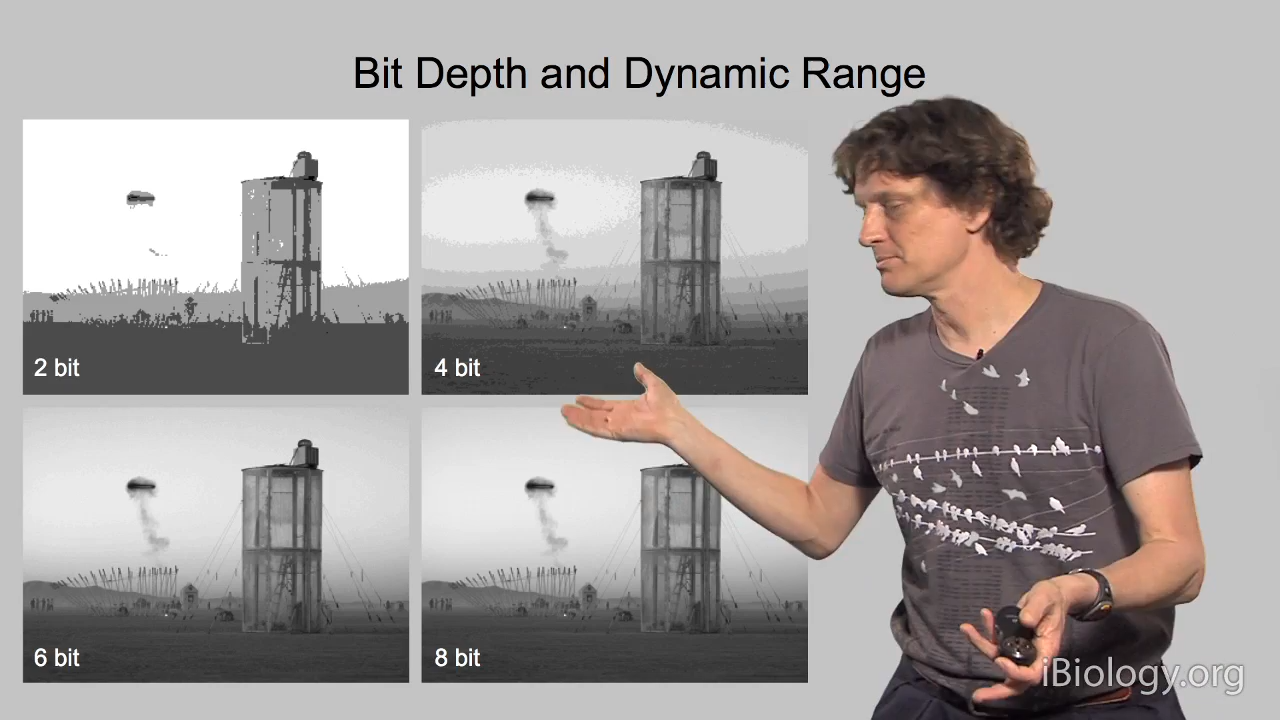 Bit Depth and Dynamic Range
2 bit
4 bit
6 bit
8 bit
iBiology.org